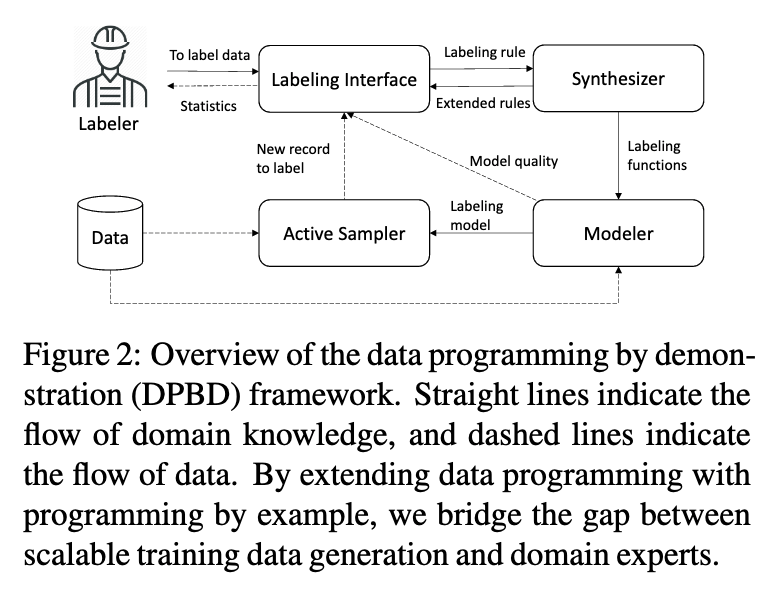 To label data
Labeling Interface
Labeling rule
Synthesizer
Statistics
Extended rules
Labeler
New record
to label
Model quality
Labeling
functions
Data
Active Sampler
Labeling
model
Modeler
Figure 2: Overview of the data programming by demon-
stration (DPBD) framework. Straight lines indicate the
flow of domain knowledge, and dashed lines indicate
the flow of data. By extending data programming with
programming by example, we bridge the gap between
scalable training data generation and domain experts.